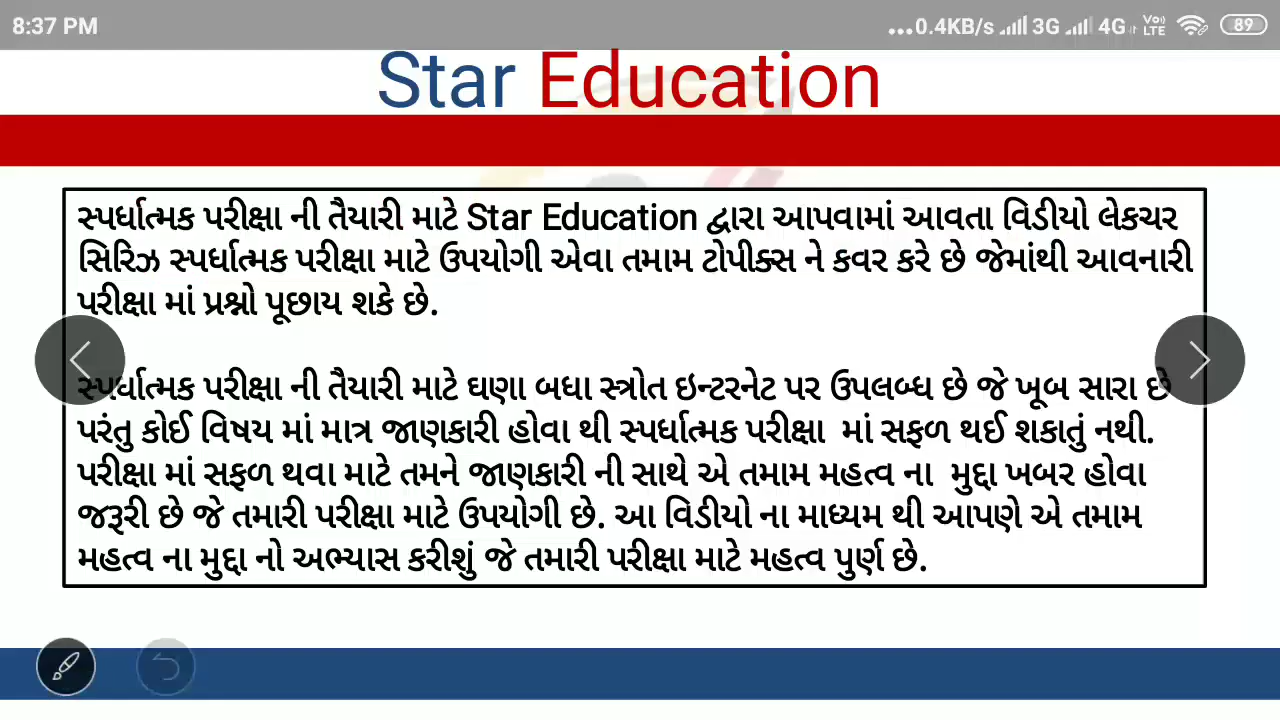 8:37 PM
...0.4KB/s 3G 4G Vo) LTE 89
Star Education
સ્પર્ધાત્મક પરીક્ષા ની તૈયારી માટે Star Education દ્વારા આપવામાં આવતા વિડીયો લેકચર
સિરિઝ સ્પર્ધાત્મક પરીક્ષા માટે ઉપયોગી એવા તમામ ટોપીક્સ ને કવર કરે છે જેમાંથી આવનારી
પરીક્ષા માં પ્રશ્નો પૂછાય શકે છે.
સ્પર્ધાત્મક પરીક્ષા ની તૈયારી માટે ઘણા બધા સ્ત્રોત ઇન્ટરનેટ પર ઉપલબ્ધ છે જે ખૂબ સારા છે
પરંતુ કોઈ વિષય માં માત્ર જાણકારી હોવા થી સ્પર્ધાત્મક પરીક્ષા માં સફળ થઈ શકાતું નથી.
પરીક્ષા માં સફળ થવા માટે તમને જાણકારી ની સાથે એ તમામ મહત્વ ના મુદ્દા ખબર હોવા
જરૂરી છે જે તમારી પરીક્ષા માટે ઉપયોગી છે. આ વિડીયો ના માધ્યમ થી આપણે એ તમામ
મહત્વ ના મુદ્દા નો અભ્યાસ કરીશું જે તમારી પરીક્ષા માટે મહત્વ પુર્ણ છે.